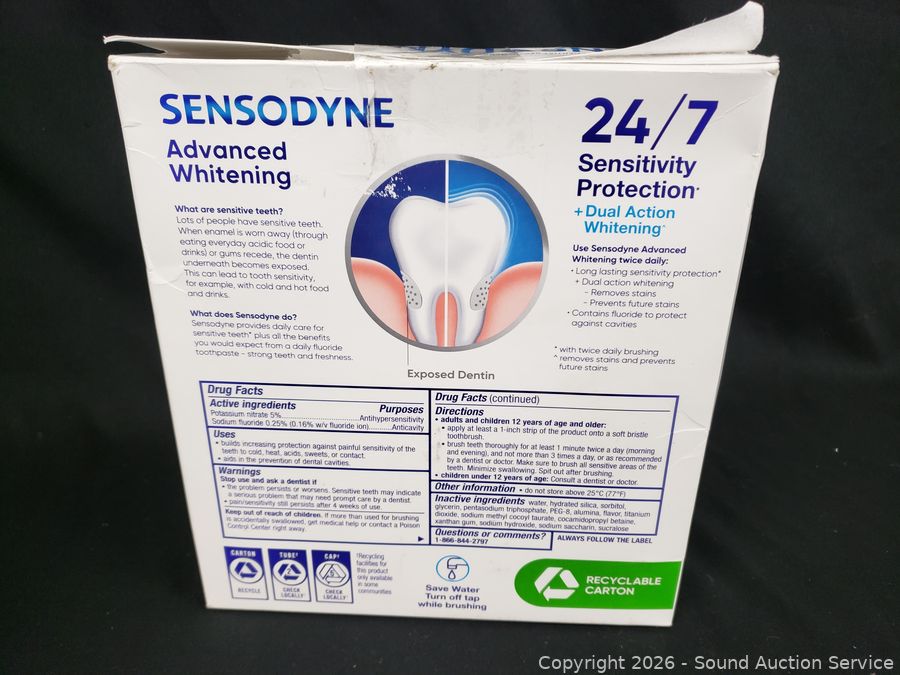 SENSODYNE
Advanced
Whitening
What are sensitive teeth?
Lots of people have sensitive teeth.
When enamel is worn away (through
eating everyday acidic food or
drinks) or gums recede, the dentin
underneath becomes exposed.
This can lead to tooth sensitivity,
for example, with cold and hot food
and drinks.
What does Sensodyne do?
Sensodyne provides daily care for
sensitive teeth* plus all the benefits
you would expect from a daily fluoride
toothpaste - strong teeth and freshness.
Exposed Dentin
24/7
Sensitivity
Protection*
+ Dual Action
Whitening^
Use Sensodyne Advanced
Whitening twice daily:
• Long lasting sensitivity protection*
+ Dual action whitening
- Removes stains
- Prevents future stains
• Contains fluoride to protect
against cavities
* with twice daily brushing
^ removes stains and prevents
future stains
Drug Facts
Active ingredients Purposes
Potassium nitrate 5%..........Antihypersensitivity
Sodium fluoride 0.25% (0.16% w/v fluoride ion)..........Anticavity
Uses
• builds increasing protection against painful sensitivity of the
teeth to cold, heat, acids, sweets, or contact.
• aids in the prevention of dental cavities.
Warnings
Stop use and ask a dentist if
• the problem persists or worsens. Sensitive teeth may indicate
a serious problem that may need prompt care by a dentist.
• pain/sensitivity still persists after 4 weeks of use.
Keep out of reach of children. If more than used for brushing
is accidentally swallowed, get medical help or contact a Poison
Control Center right away.
Drug Facts (continued)
Directions
• adults and children 12 years of age and older:
• apply at least a 1-inch strip of the product onto a soft bristle
toothbrush.
• brush teeth thoroughly for at least 1 minute twice a day (morning
and evening), and not more than 3 times a day, or as recommended
by a dentist or doctor. Make sure to brush all sensitive areas of the
teeth. Minimize swallowing. Spit out after brushing.
• children under 12 years of age: Consult a dentist or doctor.
Other information • do not store above 25°C (77°F)
Inactive ingredients water, hydrated silica, sorbitol,
glycerin, pentasodium triphosphate, PEG-8, alumina, flavor, titanium
dioxide, sodium methyl cocoyl taurate, cocamidopropyl betaine,
xanthan gum, sodium hydroxide, sodium saccharin, sucralose
Questions or comments?
1-866-844-2797
ALWAYS FOLLOW THE LABEL
CARTON
RECYCLE
TUBE†
2
CHECK
LOCALLY†
CAP†
5
CHECK
LOCALLY†
†Recycling
facilities for
this product
only available
in some
communities
Save Water
Turn off tap
while brushing
RECYCLABLE
CARTON
Copyright 2026 - Sound Auction Service